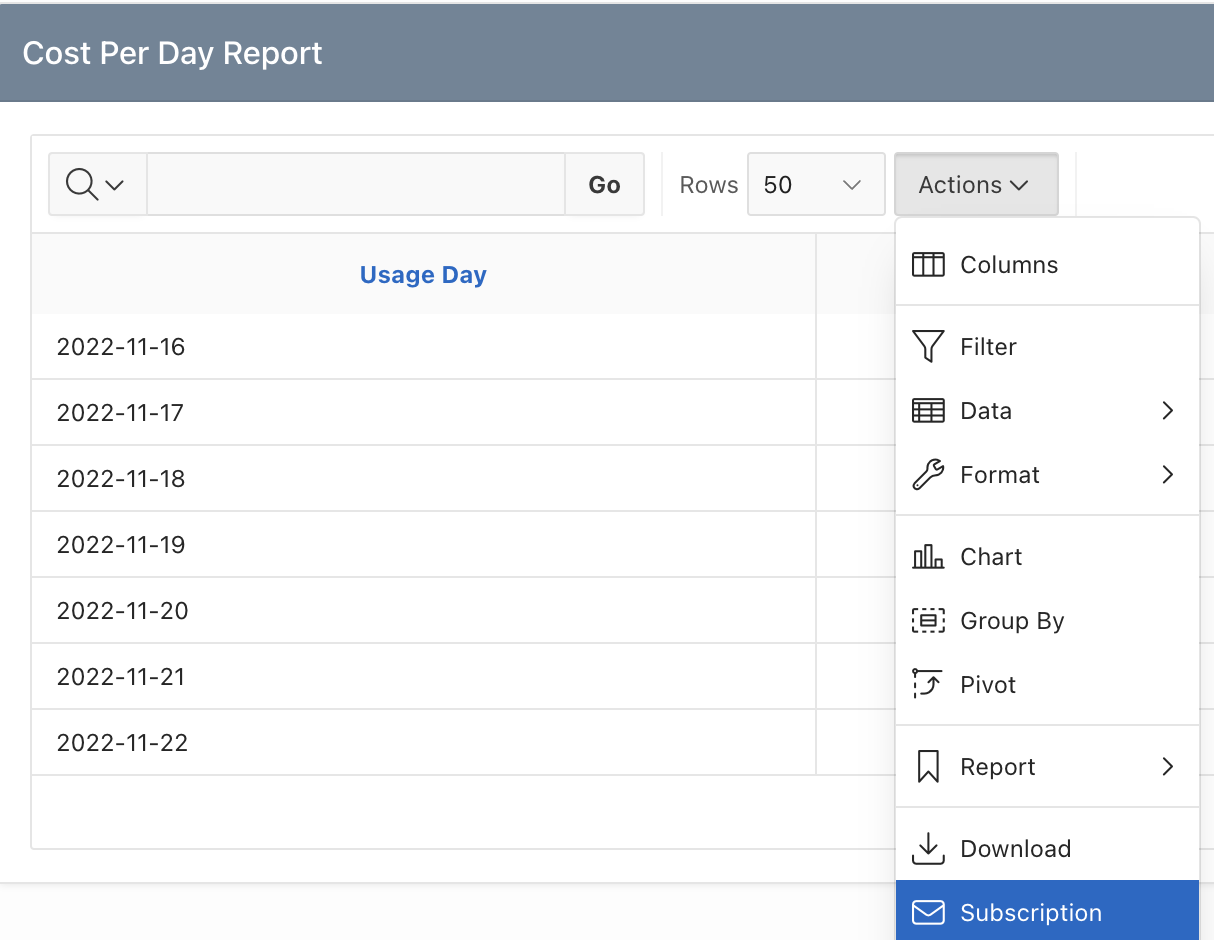 Cost Per Day Report
Go Rows 50 Actions
Usage Day
2022-11-16
2022-11-17
2022-11-18
2022-11-19
2022-11-20
2022-11-21
2022-11-22
Columns
Filter
Data
Format
Chart
Group By
Pivot
Report
Download
Subscription